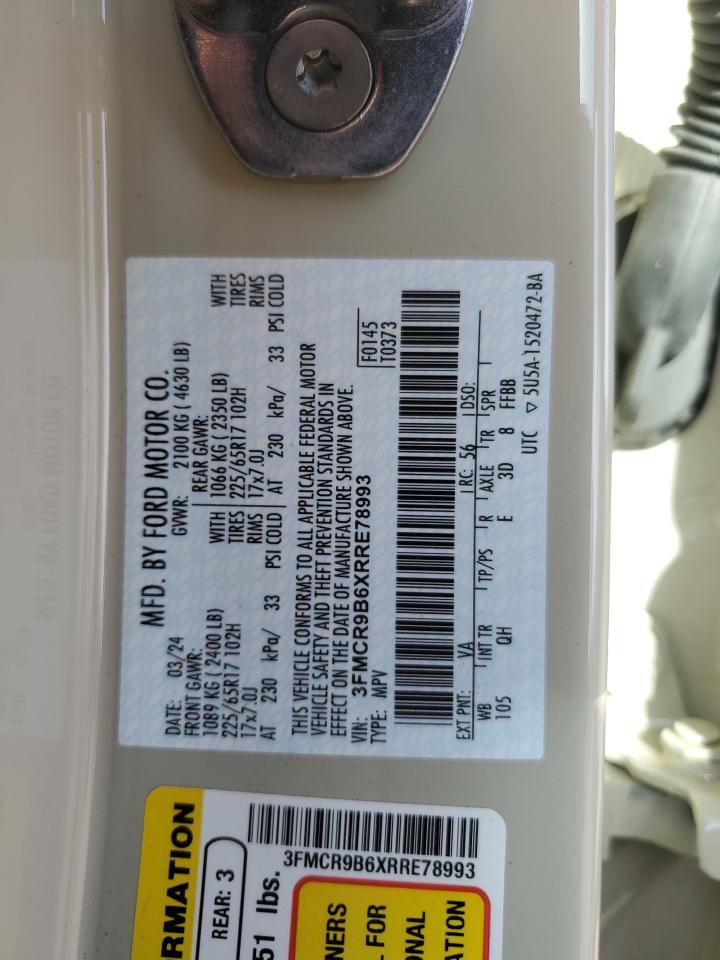 MFD. BY FORD MOTOR CO.
DATE: 03/24 GVWR: 2100 KG ( 4630 LB)
FRONT GAWR: REAR GAWR:
1089 KG ( 2400 LB) WITH 1066 KG ( 2350 LB) WITH
225/65R17 102H TIRES 225/65R17 102H TIRES
17x7.0J RIMS 17x7.0J RIMS
AT 230 kPa/ 33 PSI COLD AT 230 kPa/ 33 PSI COLD
THIS VEHICLE CONFORMS TO ALL APPLICABLE FEDERAL MOTOR
VEHICLE SAFETY AND THEFT PREVENTION STANDARDS IN
EFFECT ON THE DATE OF MANUFACTURE SHOWN ABOVE.
VIN: 3FMCR9B6XRRE78993
TYPE: MPV
F0145
T0373
EXT PNT: VA RC: 56 DSO:
WB INT TR TP/PS R AXLE TR SPR
105 QH E 3D 8 FFBB
UTC ▽ 5U5A-1520472-BA
RMATION
REAR: 3
51 lbs.
3FMCR9B6XRRE78993
NERS
L FOR
ONAL
ATION